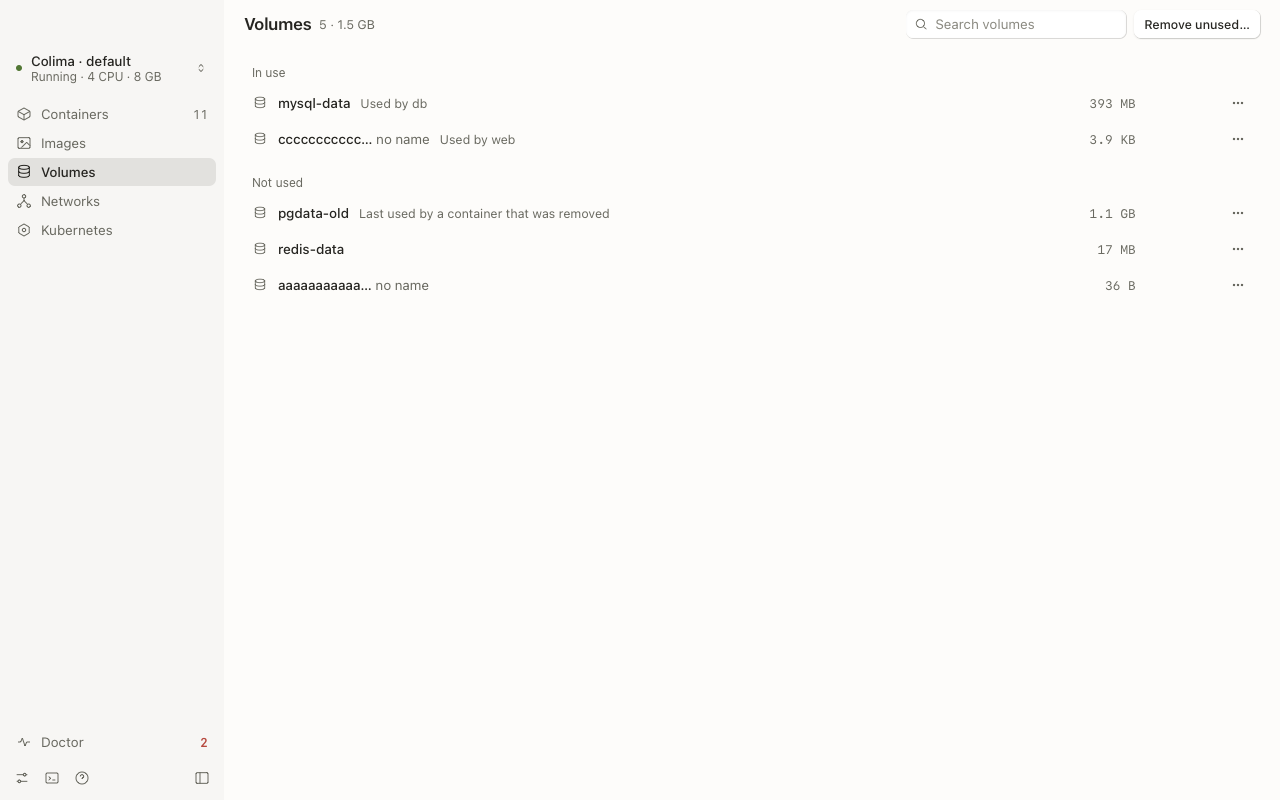 Volumes 5 · 1.5 GB
Search volumes
Remove unused...
Colima · default
Running · 4 CPU · 8 GB
Containers 11
Images
Volumes
Networks
Kubernetes
In use
mysql-data Used by db 393 MB
ccccccccccc... no name Used by web 3.9 KB
Not used
pgdata-old Last used by a container that was removed 1.1 GB
redis-data 17 MB
aaaaaaaaaaa... no name 36 B
Doctor 2